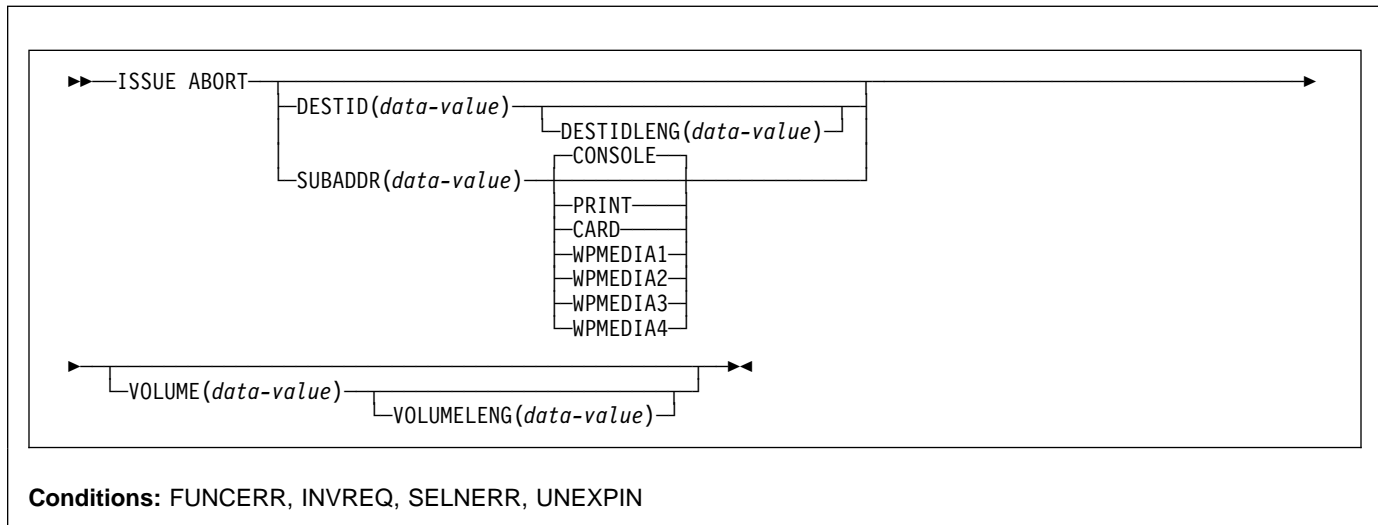 ISSUE ABORT
DESTID(data-value)
DESTIDLENG(data-value)
CONSOLE
SUBADDR(data-value)
PRINT
CARD
WPMEDIA1
WPMEDIA2
WPMEDIA3
WPMEDIA4
VOLUME(data-value)
VOLUMELENG(data-value)
Conditions: FUNCERR, INVREQ, SELNERR, UNEXPIN